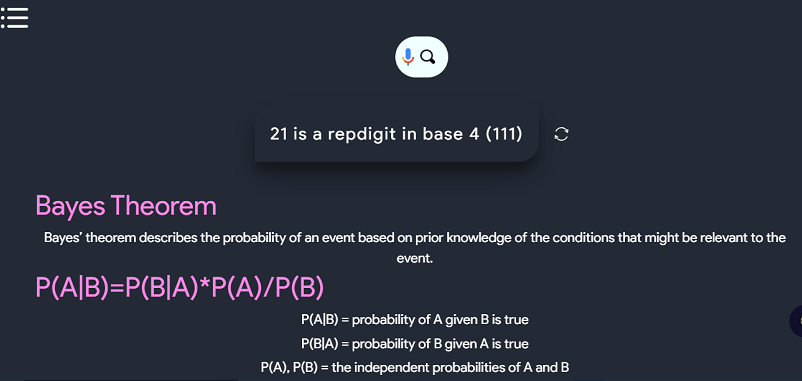 21 is a repdigit in base 4 (111)
Bayes Theorem
Bayes’ theorem describes the probability of an event based on prior knowledge of the conditions that might be relevant to the
event.
P(A|B)=P(B|A)*P(A)/P(B)
P(A|B) = probability of A given B is true
P(B|A) = probability of B given A is true
P(A), P(B) = the independent probabilities of A and B